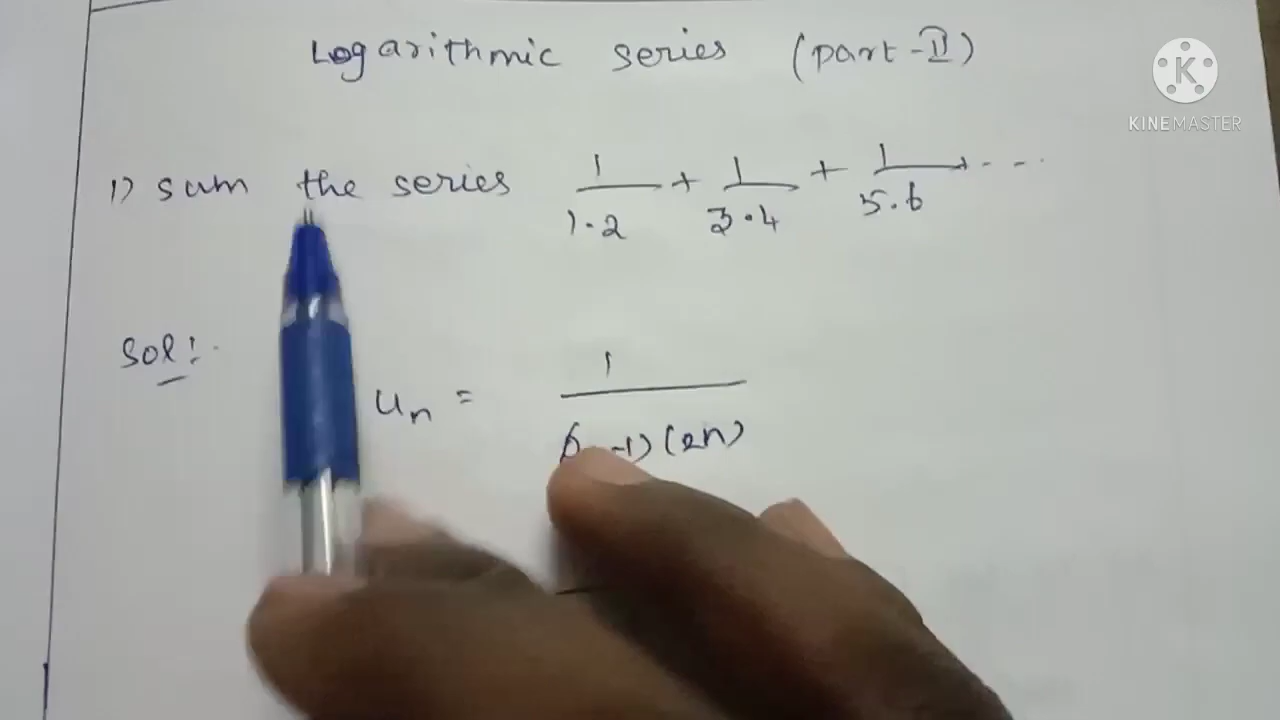 Logarithmic series (part-II)
K
KINEMASTER
1) sum the series 1/1.2 + 1/3.4 + 1/5.6 + - - -
Sol:-
un = 1/( -1)(2n)